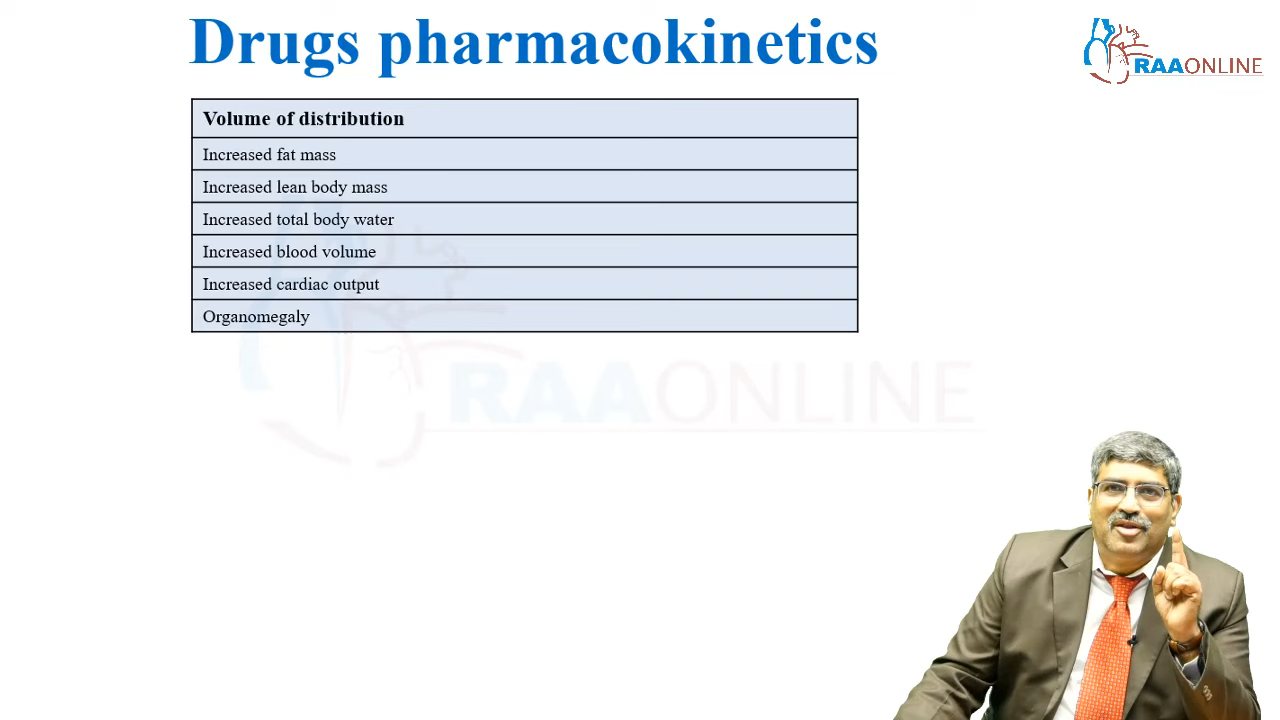 Drugs pharmacokinetics
RAAONLINE
Volume of distribution
Increased fat mass
Increased lean body mass
Increased total body water
Increased blood volume
Increased cardiac output
Organomegaly
RAAONLINE